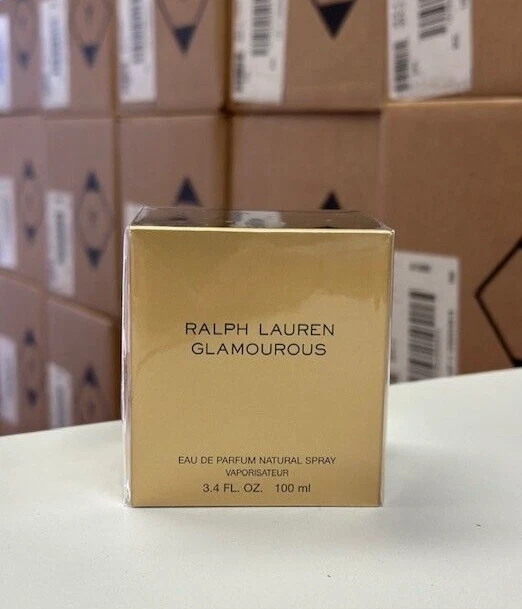 RALPH LAUREN
GLAMOUROUS
EAU DE PARFUM NATURAL SPRAY
VAPORISATEUR
3.4 FL. OZ. 100 ml